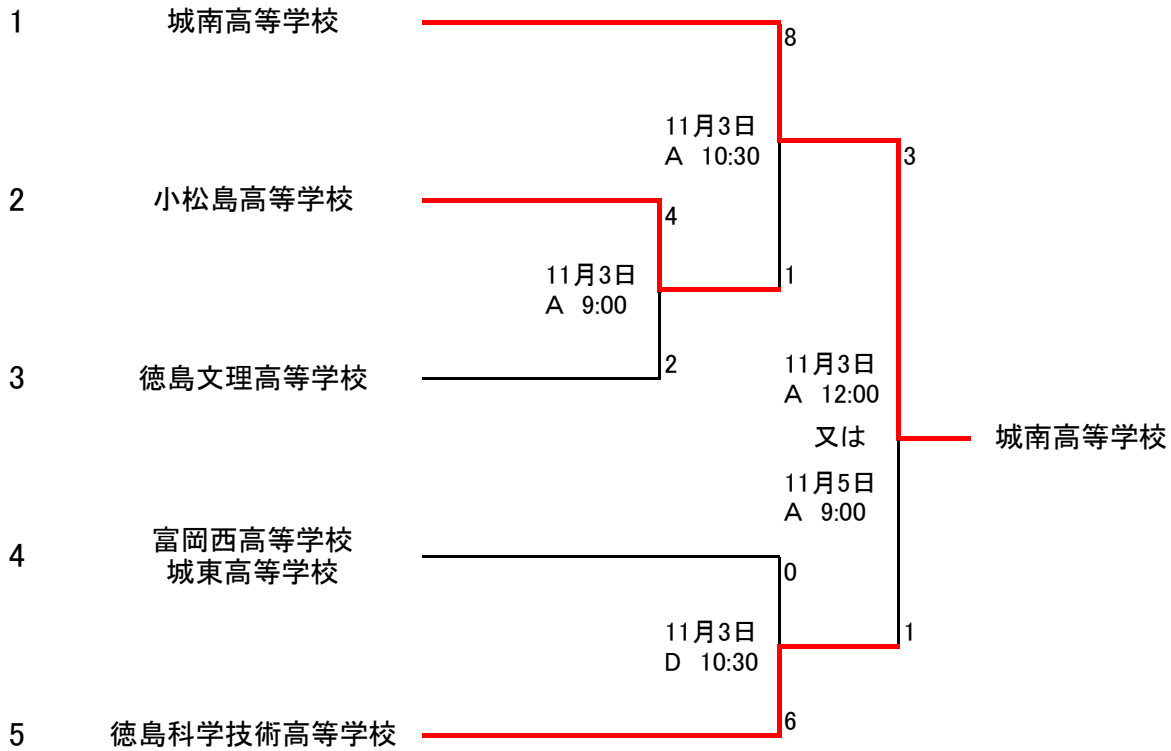 1 城南高等学校
8
11月3日
A 10:30
3
2 小松島高等学校
4
11月3日
A 9:00
1
3 徳島文理高等学校
2
11月3日
A 12:00
又は
城南高等学校
11月5日
A 9:00
4 富岡西高等学校
城東高等学校
0
11月3日
D 10:30
1
5 徳島科学技術高等学校
6